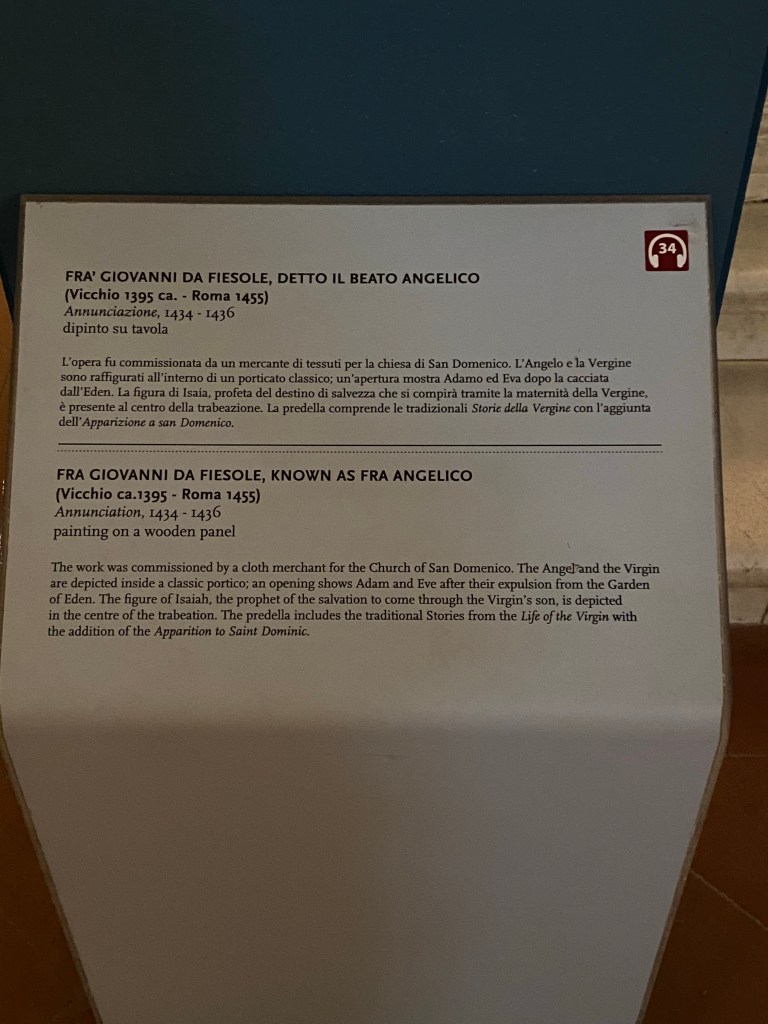 34
FRA' GIOVANNI DA FIESOLE, DETTO IL BEATO ANGELICO
(Vicchio 1395 ca. - Roma 1455)
Annunciazione, 1434 - 1436
dipinto su tavola
L'opera fu commissionata da un mercante di tessuti per la chiesa di San Domenico. L'Angelo e la Vergine
sono raffigurati all'interno di un porticato classico; un'apertura mostra Adamo ed Eva dopo la cacciata
dall'Eden. La figura di Isaia, profeta del destino di salvezza che si compirà tramite la maternità della Vergine,
è presente al centro della trabeazione. La predella comprende le tradizionali Storie della Vergine con l'aggiunta
dell'Apparizione a san Domenico.
FRA GIOVANNI DA FIESOLE, KNOWN AS FRA ANGELICO
(Vicchio ca.1395 - Roma 1455)
Annunciation, 1434 - 1436
painting on a wooden panel
The work was commissioned by a cloth merchant for the Church of San Domenico. The Angel and the Virgin
are depicted inside a classic portico; an opening shows Adam and Eve after their expulsion from the Garden
of Eden. The figure of Isaiah, the prophet of the salvation to come through the Virgin's son, is depicted
in the centre of the trabeation. The predella includes the traditional Stories from the Life of the Virgin with
the addition of the Apparition to Saint Dominic.